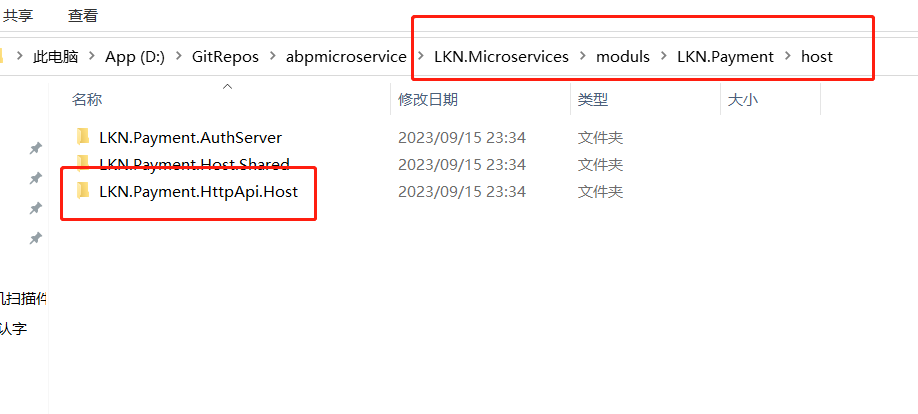 共享 查看
此电脑 App (D:) GitRepos abpmicroservice LKN.Microservices moduls LKN.Payment host
名称 修改日期 类型 大小
LKN.Payment.AuthServer 2023/09/15 23:34 文件夹
LKN.Payment.Host.Shared 2023/09/15 23:34 文件夹
LKN.Payment.HttpApi.Host 2023/09/15 23:34 文件夹
机扫描件
认字